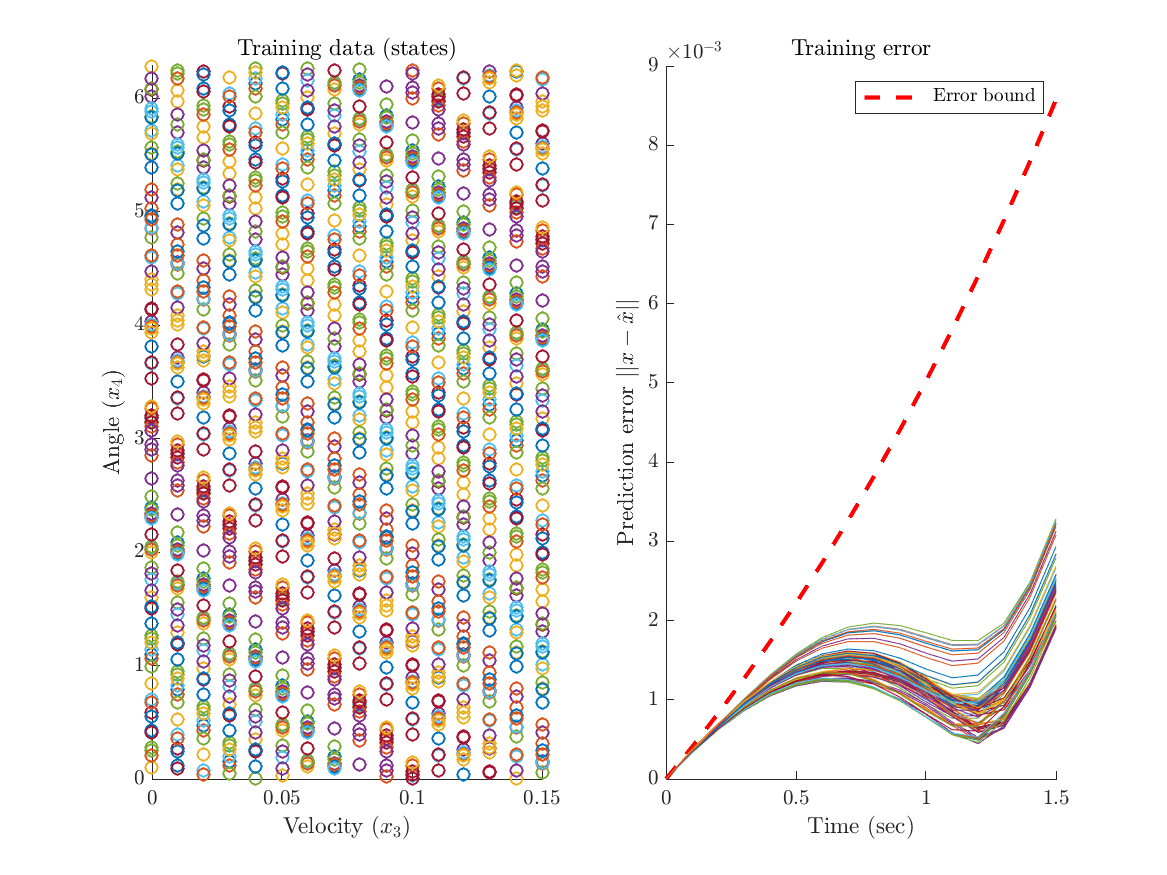 Training data (states)
6
5
4
3
2
1
0
0 0.05 0.1 0.15
Velocity (x₃)
Angle (x₄)
Training error
×10⁻³
9
8
7
6
5
4
3
2
1
0
0 0.5 1 1.5
Time (sec)
Prediction error ||x − x̂||
Error bound